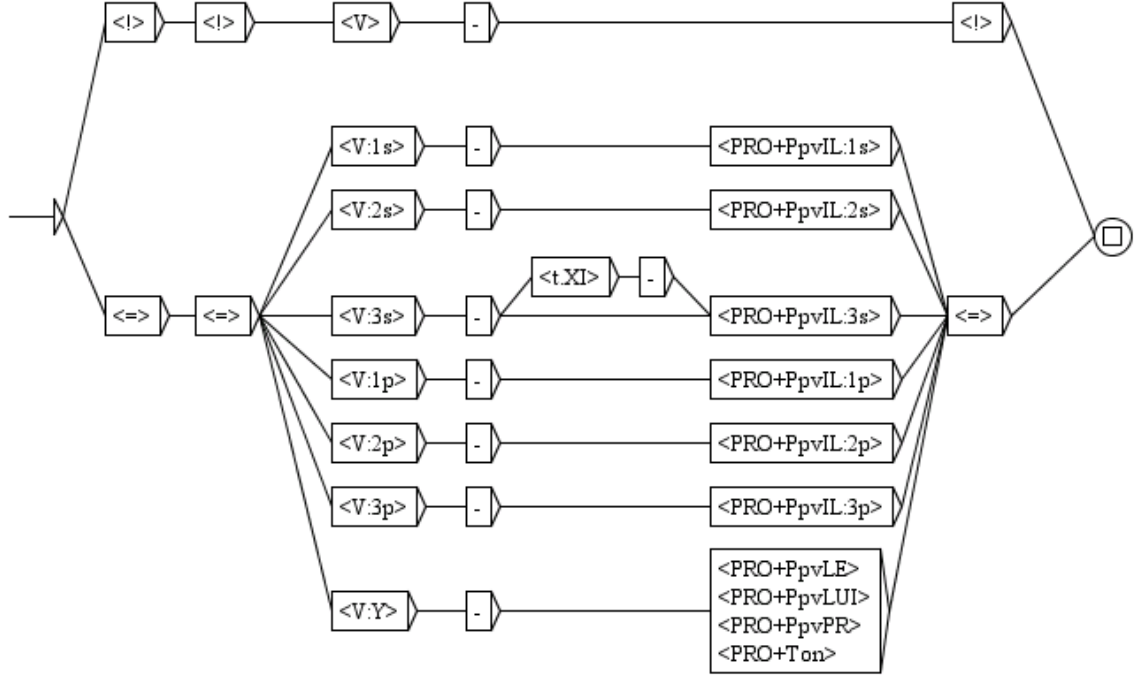 <!> <!> <V> - <!>
<V:1s> - <PRO+PpvIL:1s>
<V:2s> - <PRO+PpvIL:2s>
<t.XI> -
<=> <=> <V:3s> - <PRO+PpvIL:3s> <=>
<V:1p> - <PRO+PpvIL:1p>
<V:2p> - <PRO+PpvIL:2p>
<V:3p> - <PRO+PpvIL:3p>
<V:Y> -
<PRO+PpvLE>
<PRO+PpvLUI>
<PRO+PpvPR>
<PRO+Ton>